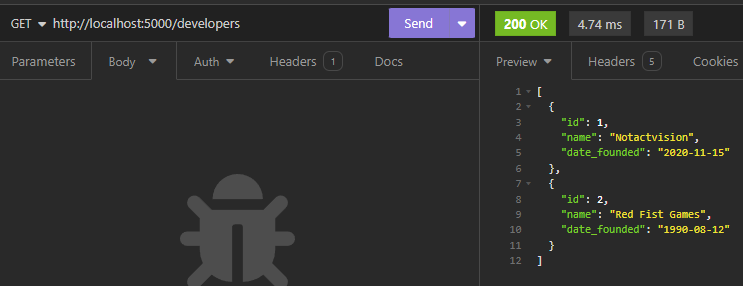 GET http://localhost:5000/developers Send 200 OK 4.74 ms 171 B
Parameters Body Auth Headers 1 Docs Preview Headers 5 Cookies
1 [
2 {
3 "id": 1,
4 "name": "Notactvision",
5 "date_founded": "2020-11-15"
6 },
7 {
8 "id": 2,
9 "name": "Red Fist Games",
10 "date_founded": "1990-08-12"
11 }
12 ]